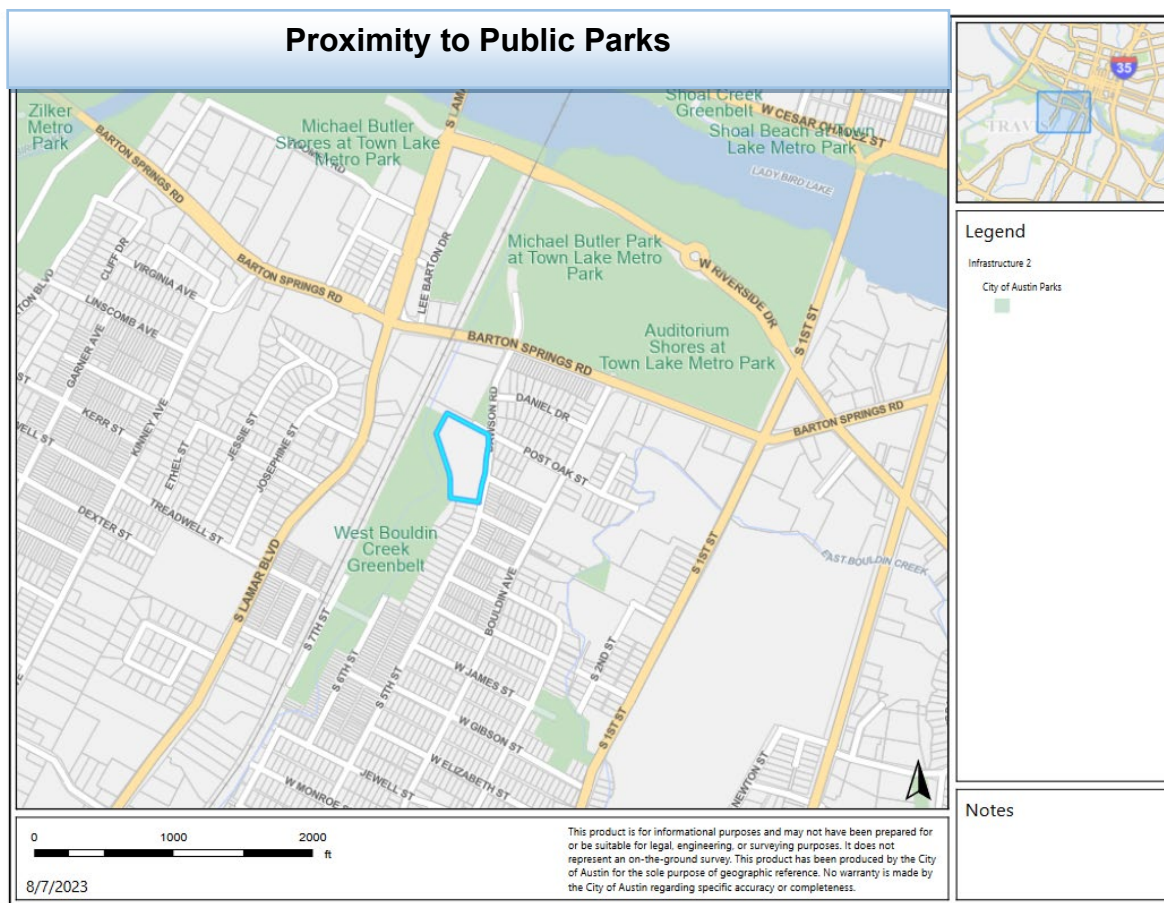 Proximity to Public Parks
Zilker
Metro
Park
BARTON SPRINGS RD
Michael Butler
Shores at Town Lake
Metro Park
S LAMA
Shoal Creek
Greenbelt
W CESAR CHAVEZ ST
Shoal Beach at Town
Lake Metro Park
LADY BIRD LAKE
CLIFF DR
VIRGINIA AVE
LINSCOMB AVE
GARNER AVE
KERR ST
KINNEY AVE
ETHEL ST
JESSIE ST
JOSEPHINE ST
TREADWELL ST
DEXTER ST
BARTON SPRINGS RD
LEE BARTON DR
Michael Butler Park
at Town Lake Metro
Park
W RIVERSIDE DR
S 1ST ST
Auditorium
Shores at
Town Lake Metro Park
BARTON SPRINGS RD
BARTON SPRINGS RD
DANIEL DR
POST OAK ST
West Bouldin
Creek
Greenbelt
S LAMAR BLVD
S 7TH ST
S 6TH ST
S 5TH ST
BOULDIN AVE
W JAMES ST
W GIBSON ST
W ELIZABETH ST
JEWELL ST
W MONROE
S 2ND ST
S 1ST ST
S 1ST ST
EAST BOULDIN CREEK
NEWTON ST
35
TRAVIS
Legend
Infrastructure 2
City of Austin Parks
Notes
0 1000 2000
ft
8/7/2023
This product is for informational purposes and may not have been prepared for
or be suitable for legal, engineering, or surveying purposes. It does not
represent an on-the-ground survey. This product has been produced by the City
of Austin for the sole purpose of geographic reference. No warranty is made by
the City of Austin regarding specific accuracy or completeness.